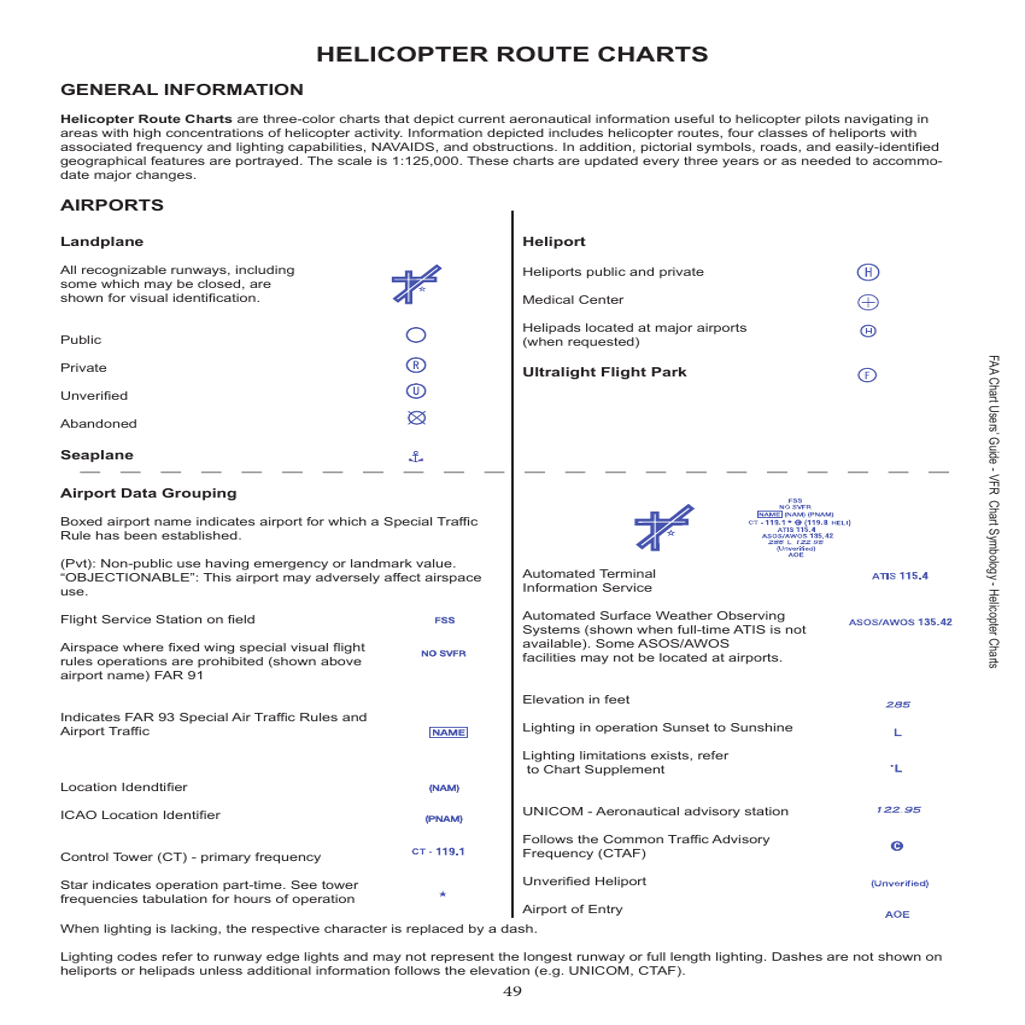 HELICOPTER ROUTE CHARTS
GENERAL INFORMATION
Helicopter Route Charts are three-color charts that depict current aeronautical information useful to helicopter pilots navigating in
areas with high concentrations of helicopter activity. Information depicted includes helicopter routes, four classes of heliports with
associated frequency and lighting capabilities, NAVAIDS, and obstructions. In addition, pictorial symbols, roads, and easily-identified
geographical features are portrayed. The scale is 1:125,000. These charts are updated every three years or as needed to accommo-
date major changes.
AIRPORTS
Landplane
All recognizable runways, including
some which may be closed, are
shown for visual identification.
Public
Private R
Unverified U
Abandoned
Seaplane
Heliport
Heliports public and private H
Medical Center
Helipads located at major airports H
(when requested)
Ultralight Flight Park F
Airport Data Grouping
Boxed airport name indicates airport for which a Special Traffic
Rule has been established.
(Pvt): Non-public use having emergency or landmark value.
“OBJECTIONABLE”: This airport may adversely affect airspace
use.
Flight Service Station on field FSS
Airspace where fixed wing special visual flight
rules operations are prohibited (shown above NO SVFR
airport name) FAR 91
Indicates FAR 93 Special Air Traffic Rules and
Airport Traffic NAME
Location Idendtifier (NAM)
ICAO Location Identifier (PNAM)
Control Tower (CT) - primary frequency CT - 119.1
Star indicates operation part-time. See tower
frequencies tabulation for hours of operation ★
FSS
NO SVFR
NAME (NAM) (PNAM)
CT - 119.1 * C (119.8 HELI)
ATIS 115.4
ASOS/AWOS 135.42
285 L 122.95
(Unverified)
AOE
Automated Terminal ATIS 115.4
Information Service
Automated Surface Weather Observing ASOS/AWOS 135.42
Systems (shown when full-time ATIS is not
available). Some ASOS/AWOS
facilities may not be located at airports.
Elevation in feet 285
Lighting in operation Sunset to Sunshine L
Lighting limitations exists, refer
to Chart Supplement *L
UNICOM - Aeronautical advisory station 122.95
Follows the Common Traffic Advisory C
Frequency (CTAF)
Unverified Heliport (Unverified)
Airport of Entry AOE
When lighting is lacking, the respective character is replaced by a dash.
Lighting codes refer to runway edge lights and may not represent the longest runway or full length lighting. Dashes are not shown on
heliports or helipads unless additional information follows the elevation (e.g. UNICOM, CTAF).
49
FAA Chart Users' Guide - VFR Chart Symbology - Helicopter Charts